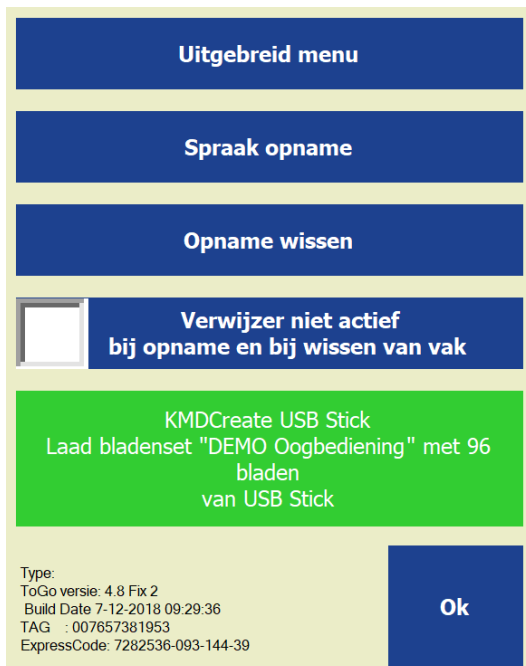 Uitgebreid menu
Spraak opname
Opname wissen
Verwijzer niet actief
bij opname en bij wissen van vak
KMDCreate USB Stick
Laad bladenset "DEMO Oogbediening" met 96
bladen
van USB Stick
Type:
ToGo versie: 4.8 Fix 2
Build Date 7-12-2018 09:29:36
TAG : 007657381953
ExpressCode: 7282536-093-144-39
Ok